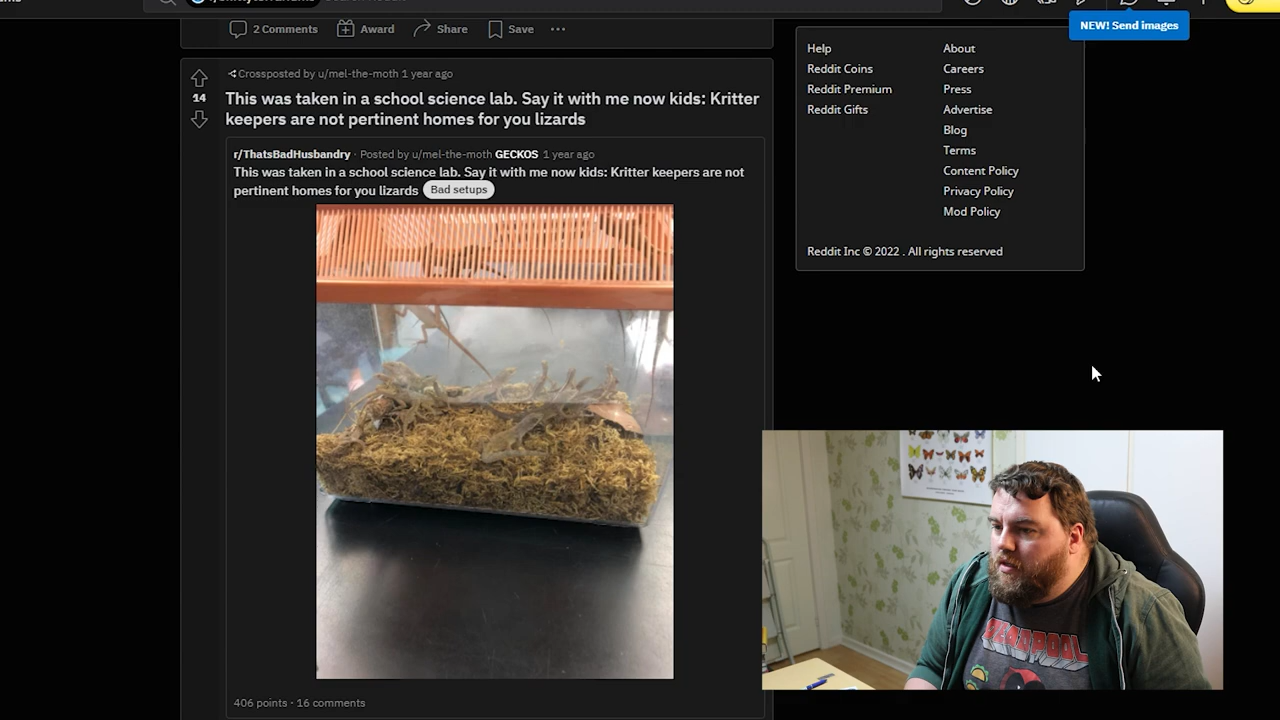 2 Comments Award Share Save
NEW! Send images
Crossposted by u/mel-the-moth 1 year ago
14
This was taken in a school science lab. Say it with me now kids: Kritter
keepers are not pertinent homes for you lizards
r/ThatsBadHusbandry · Posted by u/mel-the-moth GECKOS 1 year ago
This was taken in a school science lab. Say it with me now kids: Kritter keepers are not
pertinent homes for you lizards Bad setups
406 points · 16 comments
Help
Reddit Coins
Reddit Premium
Reddit Gifts
About
Careers
Press
Advertise
Blog
Terms
Content Policy
Privacy Policy
Mod Policy
Reddit Inc © 2022 . All rights reserved
DEADPOOL